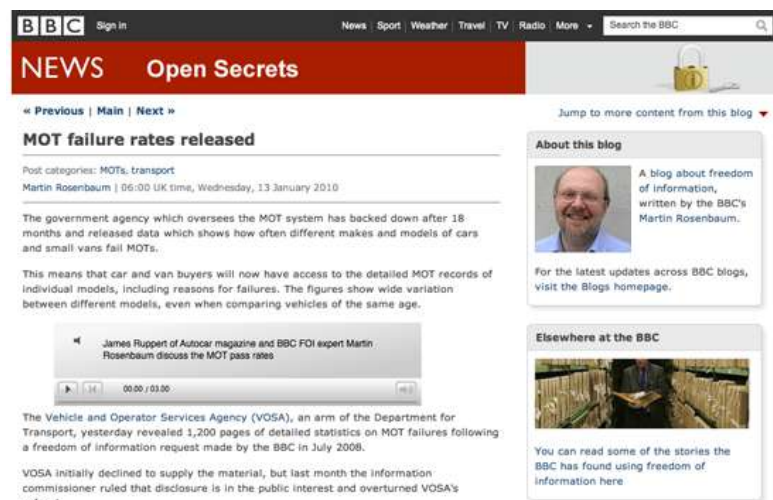 BBC Sign in News Sport Weather Travel TV Radio More Search the BBC
NEWS Open Secrets
« Previous | Main | Next »
Jump to more content from this blog
MOT failure rates released
Post categories: MOTs, transport
Martin Rosenbaum | 06:00 UK time, Wednesday, 13 January 2010
The government agency which oversees the MOT system has backed down after 18
months and released data which shows how often different makes and models of cars
and small vans fail MOTs.
This means that car and van buyers will now have access to the detailed MOT records of
individual models, including reasons for failures. The figures show wide variation
between different models, even when comparing vehicles of the same age.
James Ruppert of Autocar magazine and BBC FOI expert Martin
Rosenbaum discuss the MOT pass rates
00:00 / 03:00
The Vehicle and Operator Services Agency (VOSA), an arm of the Department for
Transport, yesterday revealed 1,200 pages of detailed statistics on MOT failures following
a freedom of information request made by the BBC in July 2008.
VOSA initially declined to supply the material, but last month the information
commissioner ruled that disclosure is in the public interest and overturned VOSA's
About this blog
A blog about freedom
of information,
written by the BBC's
Martin Rosenbaum.
For the latest updates across BBC blogs,
visit the Blogs homepage.
Elsewhere at the BBC
You can read some of the stories the
BBC has found using freedom of
information here